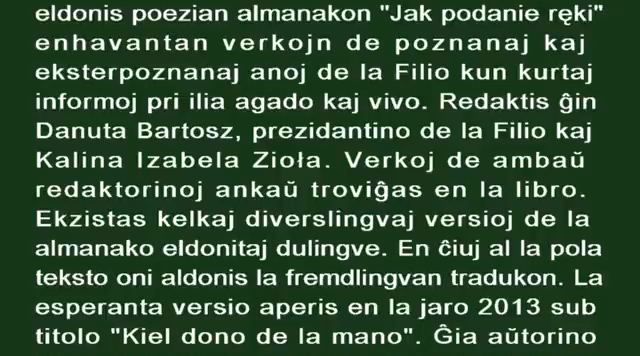 eldonis poezian almanakon "Jak podanie ręki"
enhavantan verkojn de poznanaj kaj
eksterpoznanaj anoj de la Filio kun kurtaj
informoj pri ilia agado kaj vivo. Redaktis ĝin
Danuta Bartosz, prezidantino de la Filio kaj
Kalina Izabela Zioła. Verkoj de ambaŭ
redaktorinoj ankaŭ troviĝas en la libro.
Ekzistas kelkaj diverslingvaj versioj de la
almanako eldonitaj dulingve. En ĉiuj al la pola
teksto oni aldonis la fremdlingvan tradukon. La
esperanta versio aperis en la jaro 2013 sub
titolo "Kiel dono de la mano". Ĝia aŭtorino